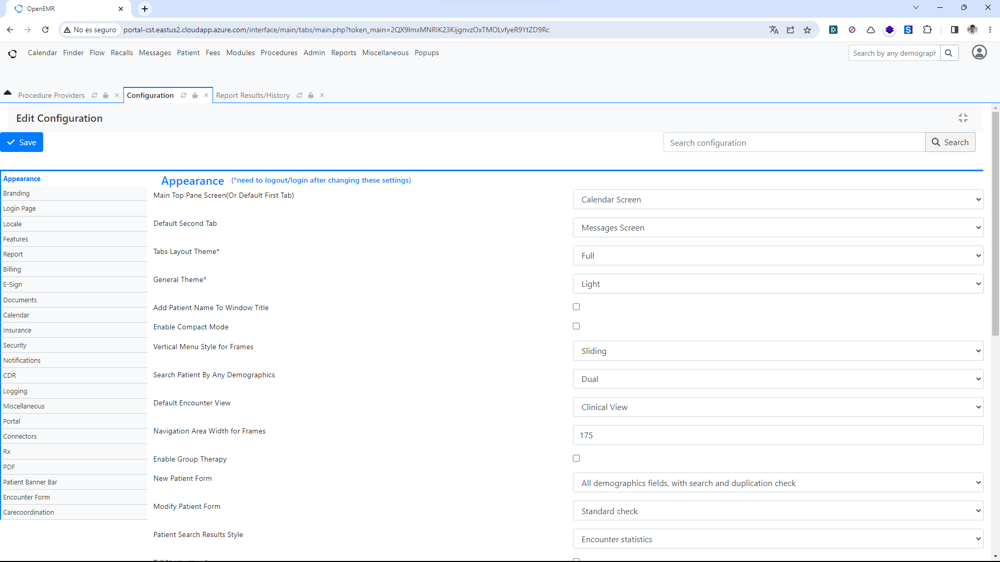 OpenEMR
No es seguro
portal-cst.eastus2.cloudapp.azure.com/interface/main/tabs/main.php?token_main=2QX9ImxMNRlK23KijgnvzOxTMOLvfyeR9YtZD9Rc
Calendar Finder Flow Recalls Messages Patient Fees Modules Procedures Admin Reports Miscellaneous Popups
Search by any demograph
Procedure Providers
Configuration
Report Results/History
Edit Configuration
Save
Search configuration
Search
Appearance
Branding
Login Page
Locale
Features
Report
Billing
E-Sign
Documents
Calendar
Insurance
Security
Notifications
CDR
Logging
Miscellaneous
Portal
Connectors
Rx
PDF
Patient Banner Bar
Encounter Form
Carecoordination
Appearance (*need to logout/login after changing these settings)
Main Top Pane Screen(Or Default First Tab)
Calendar Screen
Default Second Tab
Messages Screen
Tabs Layout Theme*
Full
General Theme*
Light
Add Patient Name To Window Title
Enable Compact Mode
Vertical Menu Style for Frames
Sliding
Search Patient By Any Demographics
Dual
Default Encounter View
Clinical View
Navigation Area Width for Frames
175
Enable Group Therapy
New Patient Form
All demographics fields, with search and duplication check
Modify Patient Form
Standard check
Patient Search Results Style
Encounter statistics